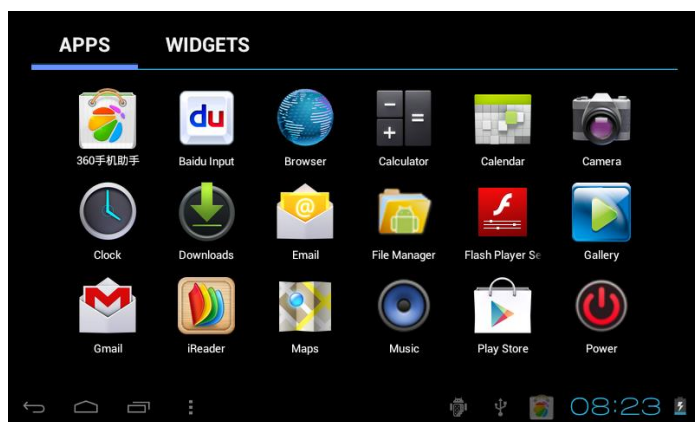 APPS WIDGETS
du
360手机助手 Baidu Input Browser Calculator Calendar Camera
Clock Downloads Email File Manager Flash Player Se Gallery
Gmail iReader Maps Music Play Store Power
08:23